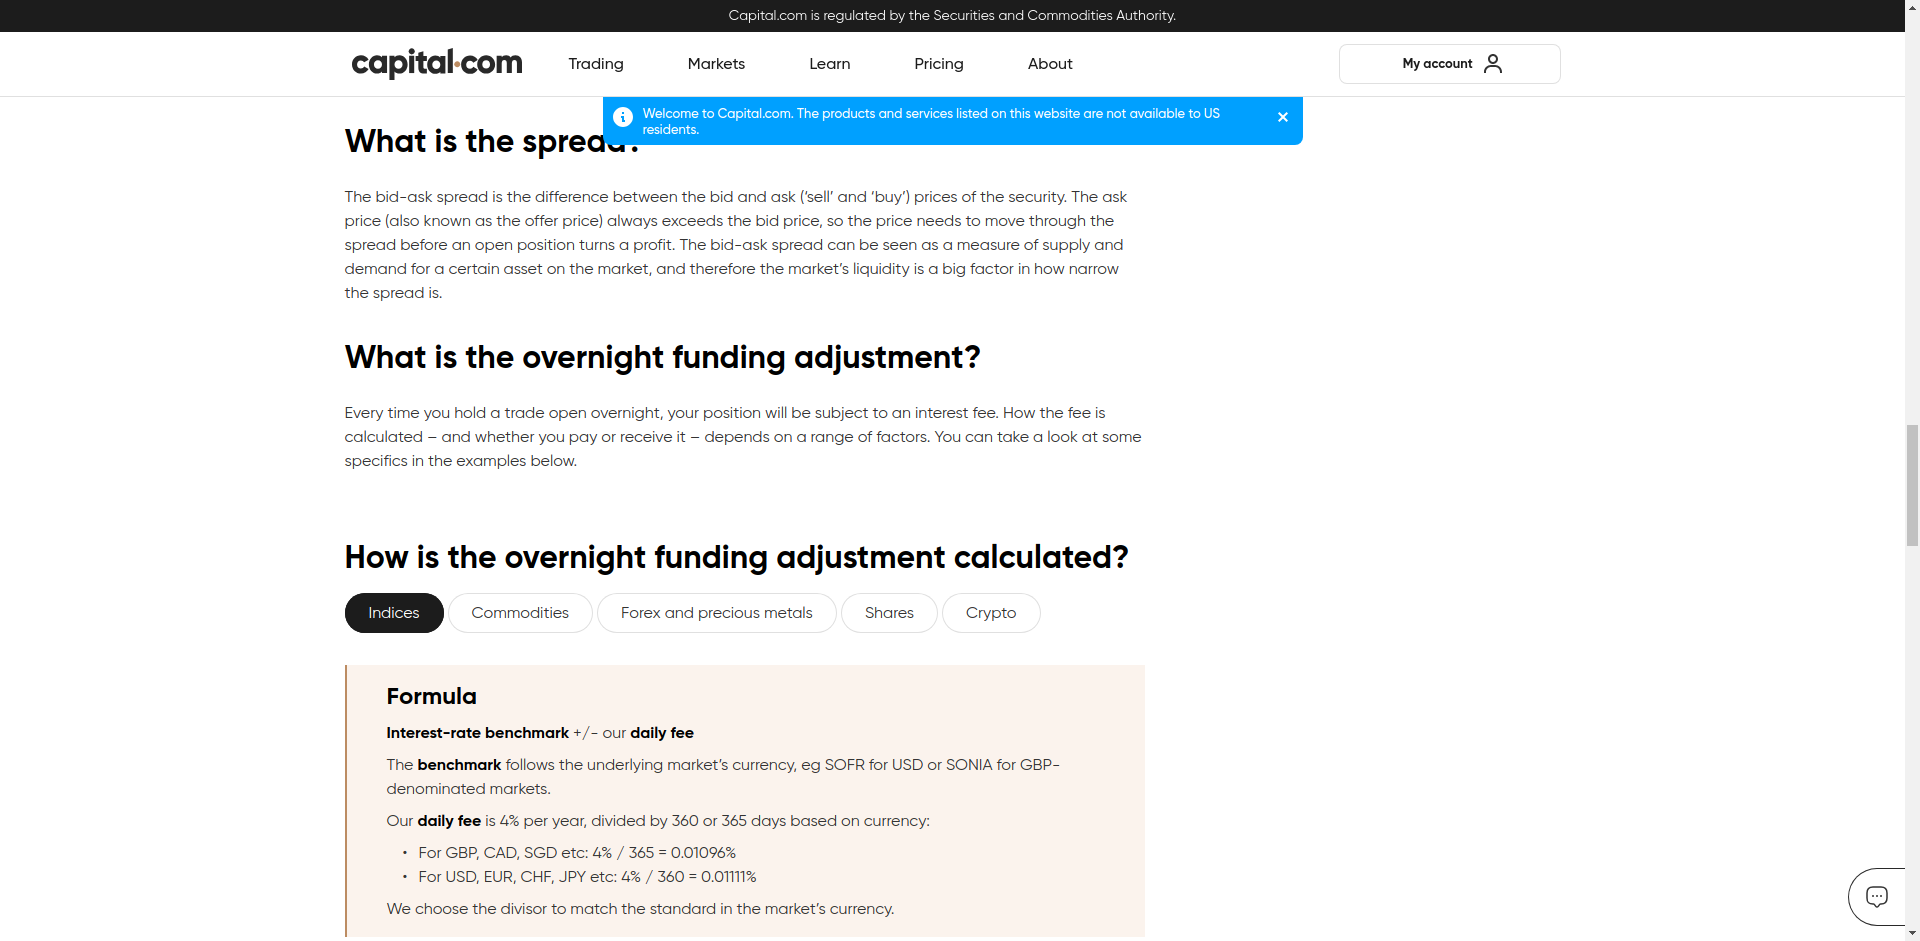 Capital.com is regulated by the Securities and Commodities Authority.
capital.com
Trading
Markets
Learn
Pricing
About
My account
Welcome to Capital.com. The products and services listed on this website are not available to US
residents.
What is the spread?
The bid-ask spread is the difference between the bid and ask (‘sell’ and ‘buy’) prices of the security. The ask
price (also known as the offer price) always exceeds the bid price, so the price needs to move through the
spread before an open position turns a profit. The bid-ask spread can be seen as a measure of supply and
demand for a certain asset on the market, and therefore the market’s liquidity is a big factor in how narrow
the spread is.
What is the overnight funding adjustment?
Every time you hold a trade open overnight, your position will be subject to an interest fee. How the fee is
calculated – and whether you pay or receive it – depends on a range of factors. You can take a look at some
specifics in the examples below.
How is the overnight funding adjustment calculated?
Indices
Commodities
Forex and precious metals
Shares
Crypto
Formula
Interest-rate benchmark +/- our daily fee
The benchmark follows the underlying market’s currency, eg SOFR for USD or SONIA for GBP-
denominated markets.
Our daily fee is 4% per year, divided by 360 or 365 days based on currency:
• For GBP, CAD, SGD etc: 4% / 365 = 0.01096%
• For USD, EUR, CHF, JPY etc: 4% / 360 = 0.01111%
We choose the divisor to match the standard in the market’s currency.